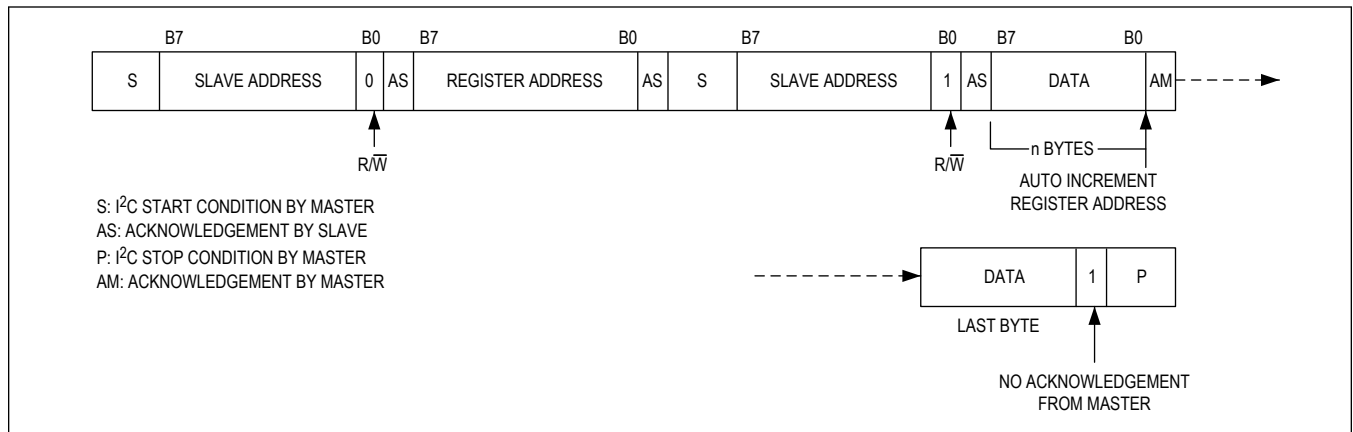 B7 B0 B7 B0 B7 B0 B7 B0
S SLAVE ADDRESS 0 AS REGISTER ADDRESS AS S SLAVE ADDRESS 1 AS DATA AM
R/W̅ R/W̅ n BYTES
AUTO INCREMENT
REGISTER ADDRESS
S: I²C START CONDITION BY MASTER
AS: ACKNOWLEDGEMENT BY SLAVE
P: I²C STOP CONDITION BY MASTER
AM: ACKNOWLEDGEMENT BY MASTER
DATA 1 P
LAST BYTE
NO ACKNOWLEDGEMENT
FROM MASTER